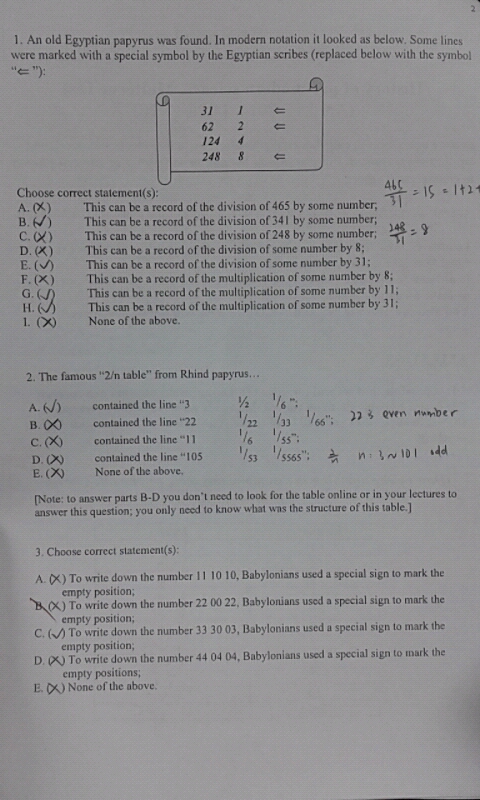 2
1. An old Egyptian papyrus was found. In modern notation it looked as below. Some lines
were marked with a special symbol by the Egyptian scribes (replaced below with the symbol
"⇐"):
31 1 ⇐
62 2 ⇐
124 4
248 8 ⇐
Choose correct statement(s): 465/31 = 15 = 1+2+
A. (X) This can be a record of the division of 465 by some number;
B. (✓) This can be a record of the division of 341 by some number;
C. (X) This can be a record of the division of 248 by some number; 248/31 = 8
D. (X) This can be a record of the division of some number by 8;
E. (✓) This can be a record of the division of some number by 31;
F. (X) This can be a record of the multiplication of some number by 8;
G. (✓) This can be a record of the multiplication of some number by 11;
H. (✓) This can be a record of the multiplication of some number by 31;
I. (X) None of the above.
2. The famous "2/n table" from Rhind papyrus…
A. (✓) contained the line "3 1/2 1/6";
B. (X) contained the line "22 1/22 1/33 1/66"; 22 is even number
C. (X) contained the line "11 1/6 1/55";
D. (X) contained the line "105 1/53 1/5565"; 2/n n: 3~101 odd
E. (X) None of the above.
[Note: to answer parts B-D you don't need to look for the table online or in your lectures to
answer this question; you only need to know what was the structure of this table.]
3. Choose correct statement(s):
A. (X) To write down the number 11 10 10, Babylonians used a special sign to mark the
empty position;
B. (X) To write down the number 22 00 22, Babylonians used a special sign to mark the
empty position;
C. (✓) To write down the number 33 30 03, Babylonians used a special sign to mark the
empty position;
D. (X) To write down the number 44 04 04, Babylonians used a special sign to mark the
empty positions;
E. (X) None of the above.